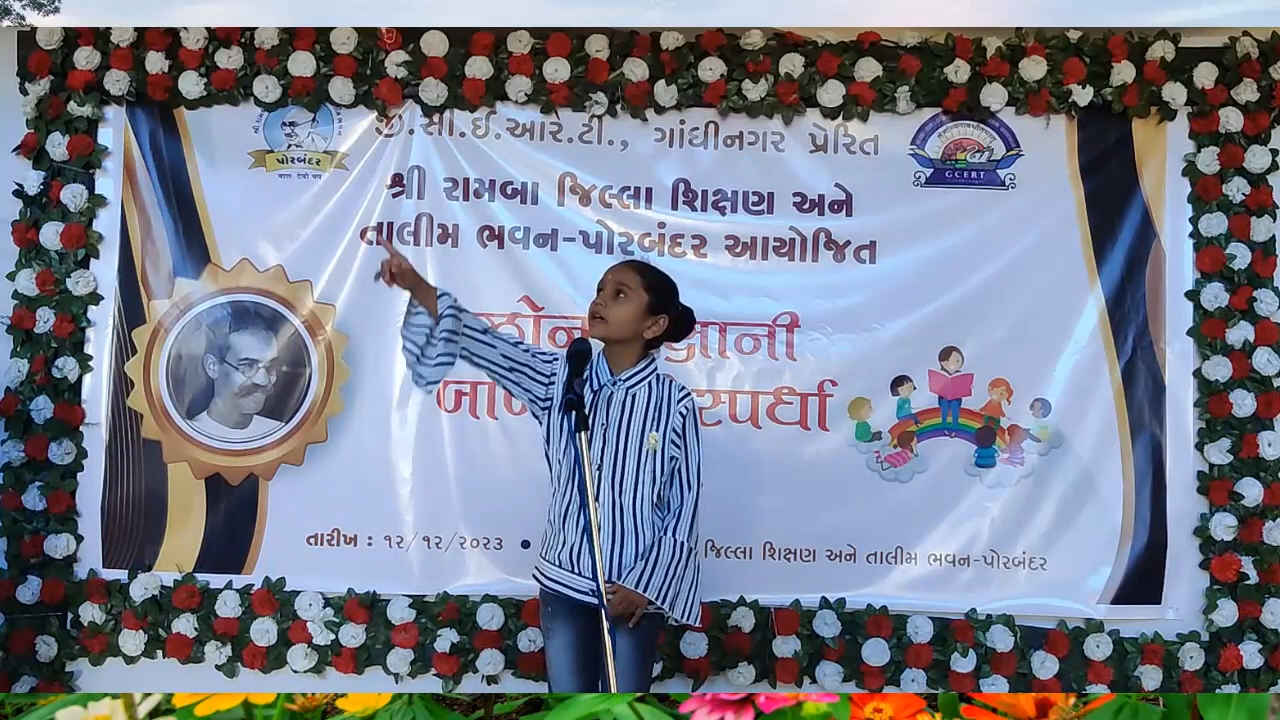 પોરબંદર
GCERT
જી.સી.ઈ.આર.ટી., ગાંધીનગર પ્રેરિત
શ્રી રામબા જિલ્લા શિક્ષણ અને
તાલીમ ભવન-પોરબંદર આયોજિત
સ્પર્ધા
તારીખ : ૧૨/૧૨/૨૦૨૩ • જિલ્લા શિક્ષણ અને તાલીમ ભવન-પોરબંદર